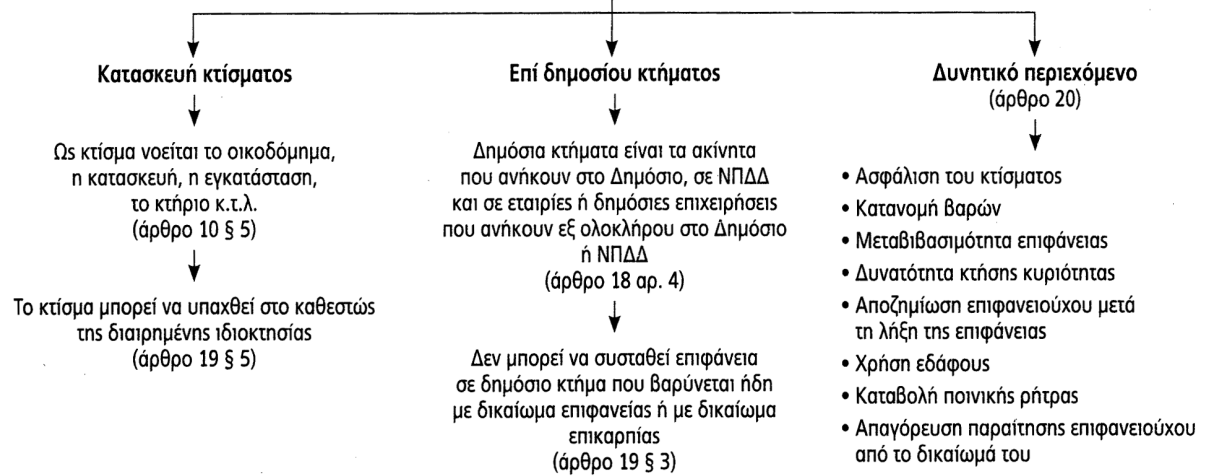 Κατασκευή κτίσματος
Ως κτίσμα νοείται το οικοδόμημα,
η κατασκευή, η εγκατάσταση,
το κτήριο κ.τ.λ.
(άρθρο 10 § 5)
Το κτίσμα μπορεί να υπαχθεί στο καθεστώς
της διαιρημένης ιδιοκτησίας
(άρθρο 19 § 5)
Επί δημοσίου κτήματος
Δημόσια κτήματα είναι τα ακίνητα
που ανήκουν στο Δημόσιο, σε ΝΠΔΔ
και σε εταιρίες ή δημόσιες επιχειρήσεις
που ανήκουν εξ ολοκλήρου στο Δημόσιο
ή ΝΠΔΔ
(άρθρο 18 αρ. 4)
Δεν μπορεί να συσταθεί επιφάνεια
σε δημόσιο κτήμα που βαρύνεται ήδη
με δικαίωμα επιφανείας ή με δικαίωμα
επικαρπίας
(άρθρο 19 § 3)
Δυνητικό περιεχόμενο
(άρθρο 20)
• Ασφάλιση του κτίσματος
• Κατανομή βαρών
• Μεταβιβασιμότητα επιφάνειας
• Δυνατότητα κτήσης κυριότητας
• Αποζημίωση επιφανειούχου μετά
τη λήξη της επιφάνειας
• Χρήση εδάφους
• Καταβολή ποινικής ρήτρας
• Απαγόρευση παραίτησης επιφανειούχου
από το δικαίωμά του